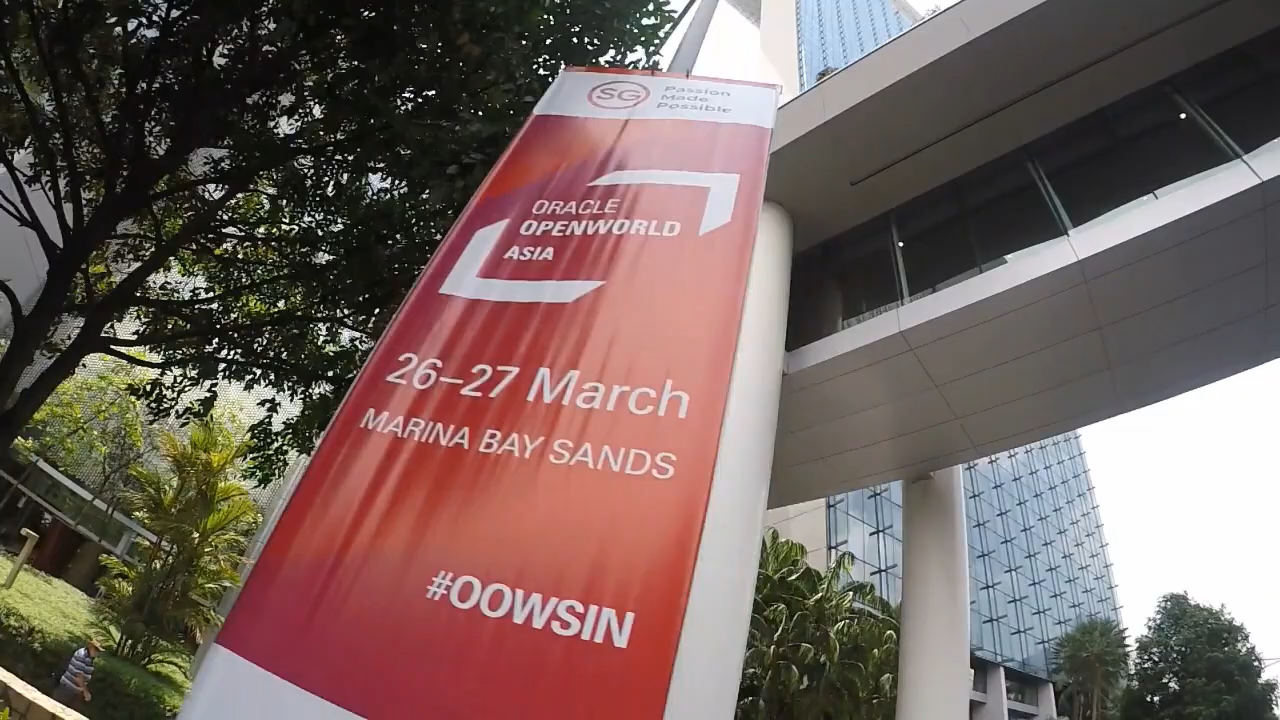 SG
Passion
Made
Possible
ORACLE
OPENWORLD
ASIA
26–27 March
MARINA BAY SANDS
#OOWSIN